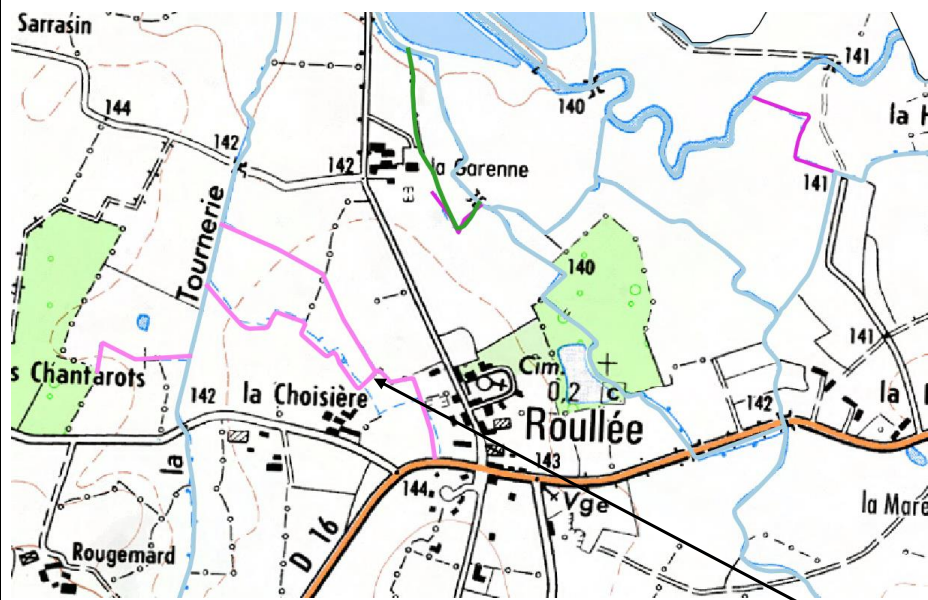 Sarrasin
141
140
144
la H
142
142
la Garenne
141
Tournerie
140
141
s Chantarots
142
la Choisière
Cim.
0,2
c
la
142
Roullée
143
la
144
Vge
la Mare
D 16
Rougemard